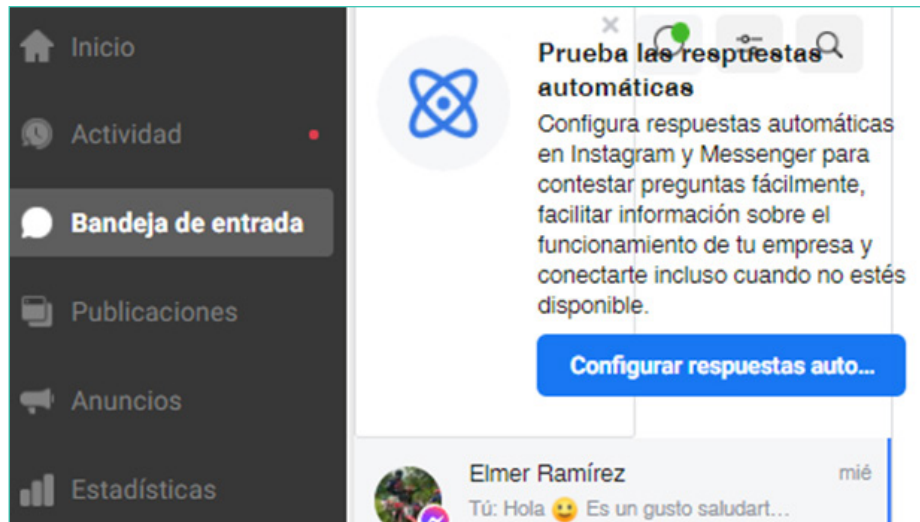 Inicio
Actividad
Bandeja de entrada
Publicaciones
Anuncios
Estadísticas
Prueba las respuestas
automáticas
Configura respuestas automáticas
en Instagram y Messenger para
contestar preguntas fácilmente,
facilitar información sobre el
funcionamiento de tu empresa y
conectarte incluso cuando no estés
disponible.
Configurar respuestas auto...
Elmer Ramírez mié
Tú: Hola 🙂 Es un gusto saludart...